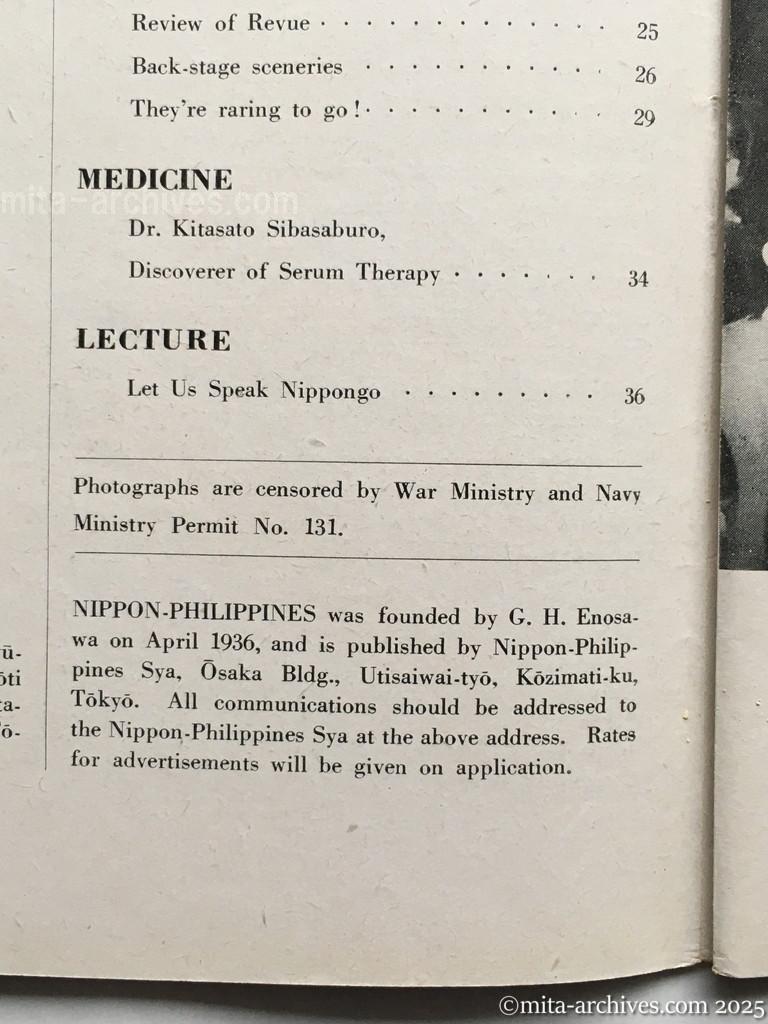 Review of Revue · · · · · · · · · · · · · 25
Back-stage sceneries · · · · · · · · · · · 26
They're raring to go! · · · · · · · · · · · 29
MEDICINE
mita-archives.com
Dr. Kitasato Sibasaburo,
Discoverer of Serum Therapy · · · · · · · 34
LECTURE
Let Us Speak Nippongo · · · · · · · · · 36
Photographs are censored by War Ministry and Navy
Ministry Permit No. 131.
NIPPON-PHILIPPINES was founded by G. H. Enosa-
wa on April 1936, and is published by Nippon-Philip-
pines Sya, Ōsaka Bldg., Utisaiwai-tyō, Kōzimati-ku,
Tōkyō. All communications should be addressed to
the Nippon-Philippines Sya at the above address. Rates
for advertisements will be given on application.
ū-
ōti
ta-
ō-
©mita-archives.com 2025